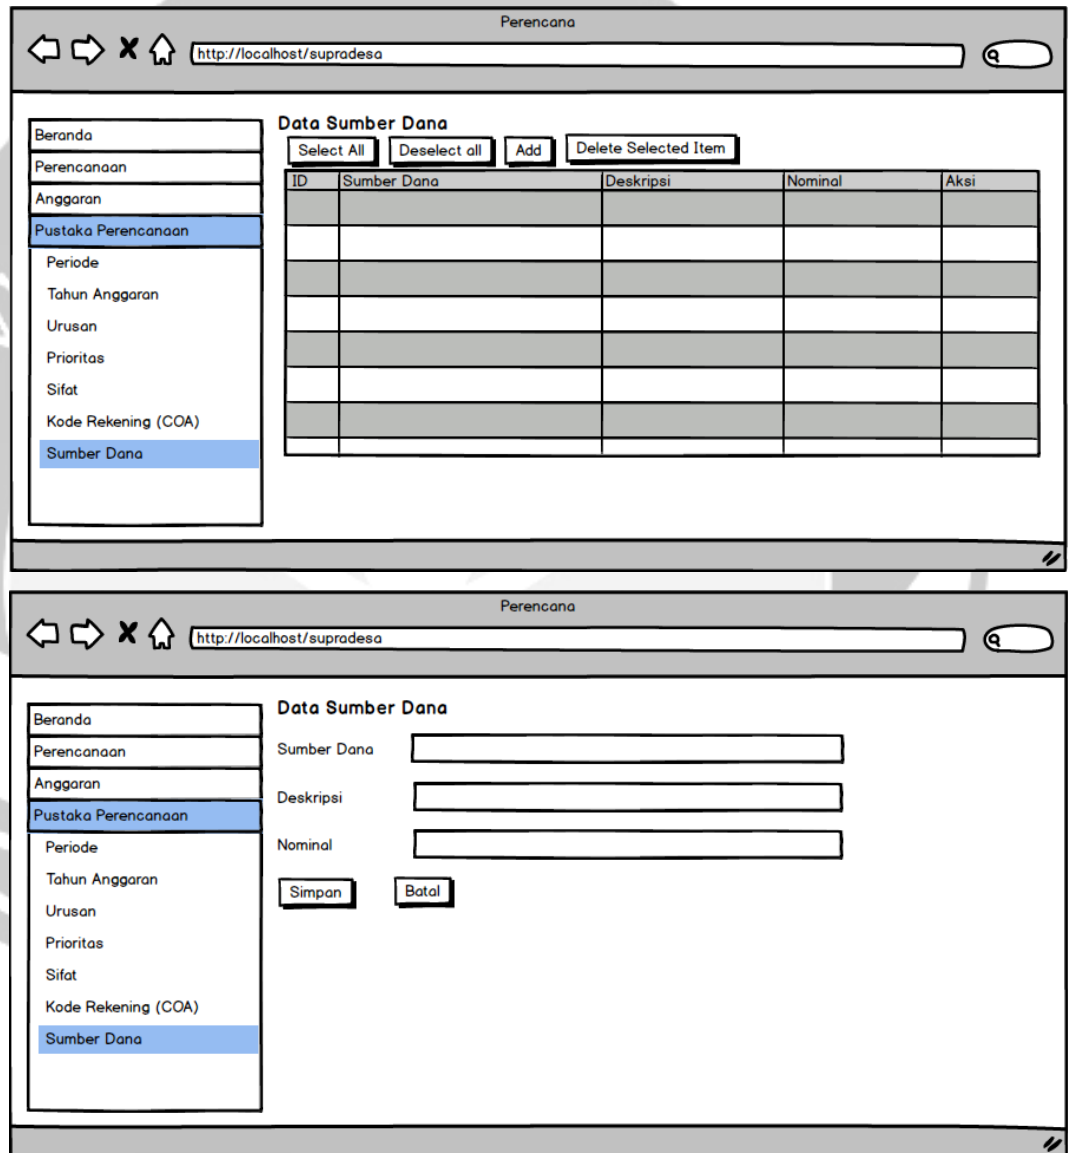 Perencana
http://localhost/supradesa
Beranda
Perencanaan
Anggaran
Pustaka Perencanaan
Periode
Tahun Anggaran
Urusan
Prioritas
Sifat
Kode Rekening (COA)
Sumber Dana
Data Sumber Dana
Select All Deselect all Add Delete Selected Item
ID Sumber Dana Deskripsi Nominal Aksi
Perencana
http://localhost/supradesa
Beranda
Perencanaan
Anggaran
Pustaka Perencanaan
Periode
Tahun Anggaran
Urusan
Prioritas
Sifat
Kode Rekening (COA)
Sumber Dana
Data Sumber Dana
Sumber Dana
Deskripsi
Nominal
Simpan Batal